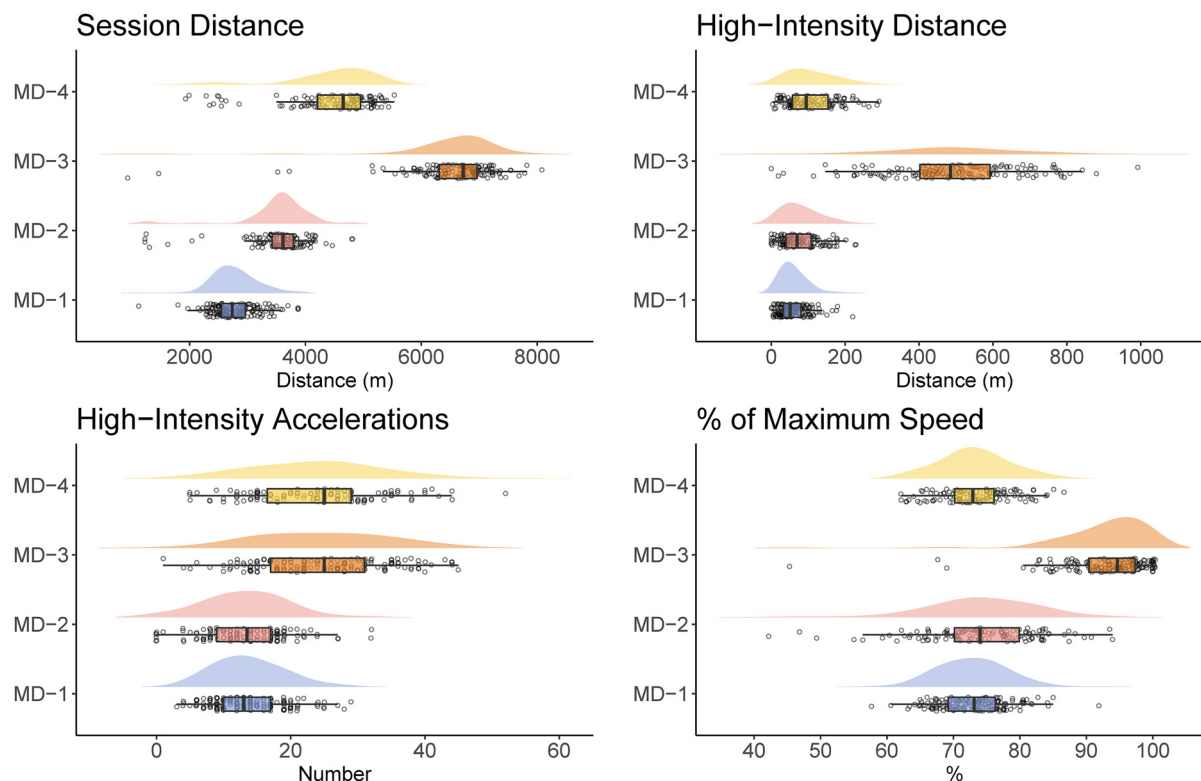 Session Distance
MD-4
MD-3
MD-2
MD-1
2000 4000 6000 8000
Distance (m)
High-Intensity Distance
MD-4
MD-3
MD-2
MD-1
0 200 400 600 800 1000
Distance (m)
High-Intensity Accelerations
MD-4
MD-3
MD-2
MD-1
0 20 40 60
Number
% of Maximum Speed
MD-4
MD-3
MD-2
MD-1
40 50 60 70 80 90 100
%